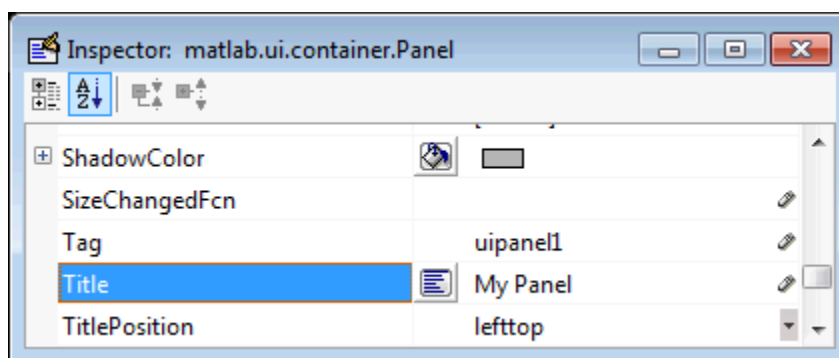 Inspector: matlab.ui.container.Panel
ShadowColor
SizeChangedFcn
Tag uipanel1
Title My Panel
TitlePosition lefttop